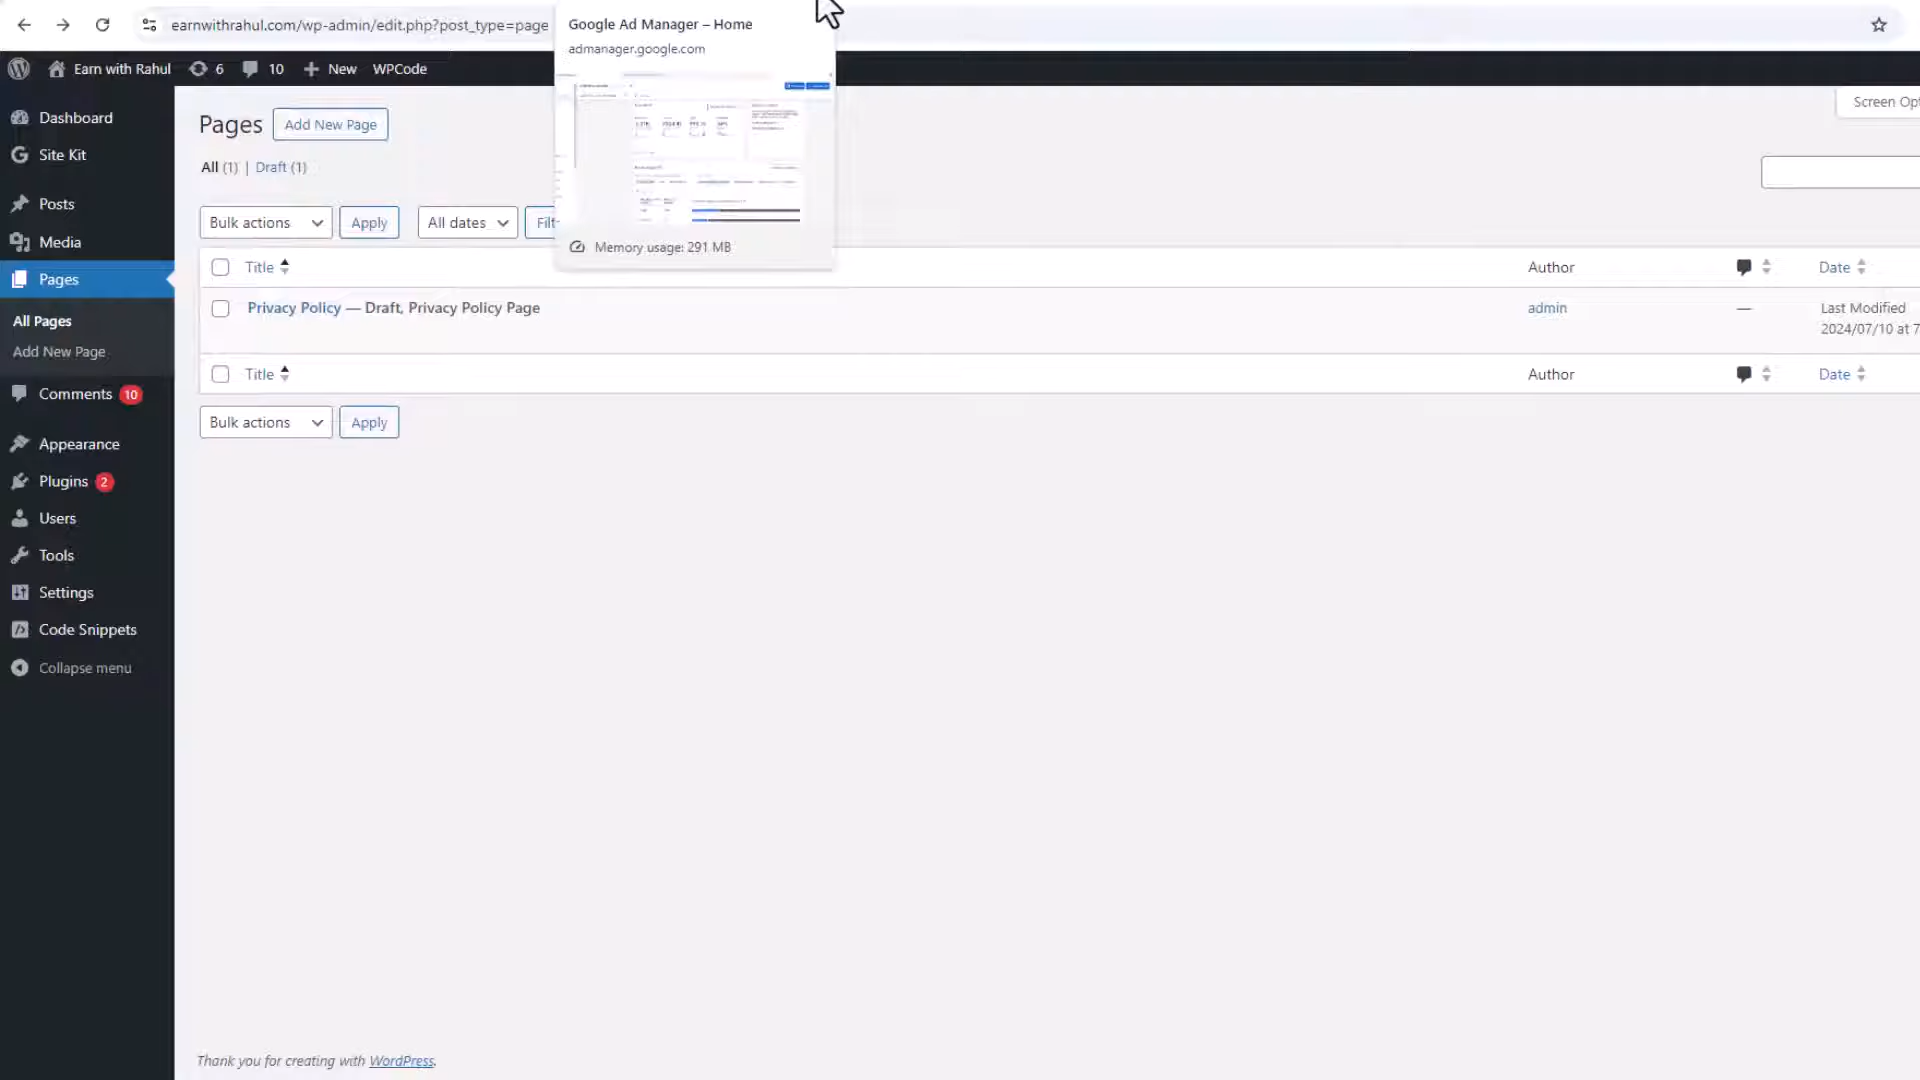 earnwithrahul.com/wp-admin/edit.php?post_type=page
Google Ad Manager – Home
admanager.google.com
Memory usage: 291 MB
Earn with Rahul
6
10
New
WPCode
Dashboard
Site Kit
Posts
Media
Pages
All Pages
Add New Page
Comments 10
Appearance
Plugins 2
Users
Tools
Settings
Code Snippets
Collapse menu
Screen Opt
Pages
Add New Page
All (1) | Draft (1)
Bulk actions
Apply
All dates
Filt
Title
Author
Date
Privacy Policy — Draft, Privacy Policy Page
admin
—
Last Modified
2024/07/10 at 7
Title
Author
Date
Bulk actions
Apply
Thank you for creating with WordPress.